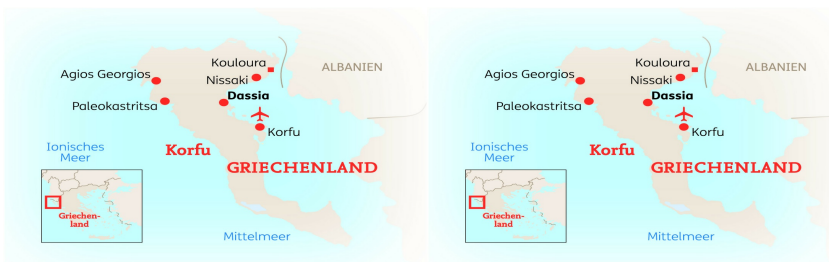 Kouloura
ALBANIEN
Agios Georgios
Nissaki
Dassia
Paleokastritsa
Korfu
Ionisches
Meer
Korfu
GRIECHENLAND
Griechen-
land
Mittelmeer
Kouloura
ALBANIEN
Agios Georgios
Nissaki
Dassia
Paleokastritsa
Korfu
Ionisches
Meer
Korfu
GRIECHENLAND
Griechen-
land
Mittelmeer